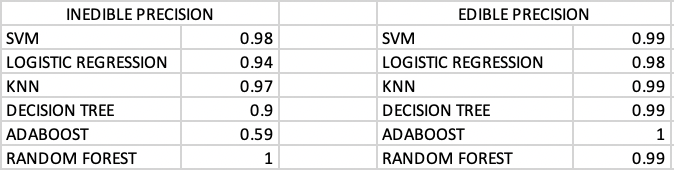 INEDIBLE PRECISION EDIBLE PRECISION
SVM 0.98 SVM 0.99
LOGISTIC REGRESSION 0.94 LOGISTIC REGRESSION 0.98
KNN 0.97 KNN 0.99
DECISION TREE 0.9 DECISION TREE 0.99
ADABOOST 0.59 ADABOOST 1
RANDOM FOREST 1 RANDOM FOREST 0.99